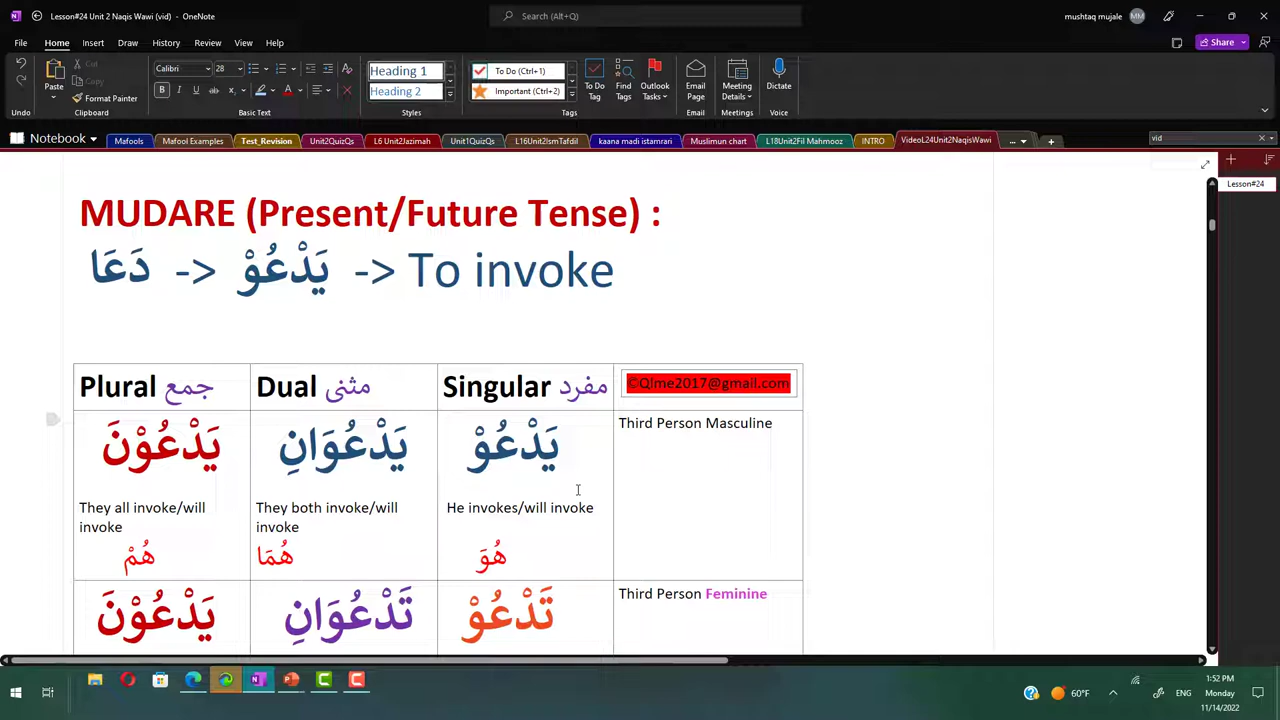 Lesson#24 Unit 2 Naqis Wawi (vid) - OneNote
Search (Alt+Q)
mushtaq mujale MM
File Home Insert Draw History Review View Help
Share
Paste
Cut
Copy
Format Painter
Calibri 28
Heading 1
Heading 2
To Do (Ctrl+1)
Important (Ctrl+2)
To Do Tag
Find Tags
Outlook Tasks
Email Page
Meeting Details
Dictate
Undo Clipboard Basic Text Styles Tags Email Meetings Voice
Notebook Mafools Mafool Examples Test_Revision Unit2QuizQs L6 Unit2Jazimah Unit1QuizQs L16Unit2IsmTafdil kaana madi istamrari Muslimun chart L18Unit2Fil Mahmooz INTRO VideoL24Unit2NaqisWawi ... vid
Lesson#24
MUDARE (Present/Future Tense) :
دَعَا -> يَدْعُوْ -> To invoke
Plural جمع Dual مثنى Singular مفرد ©Qlme2017@gmail.com
يَدْعُوْنَ يَدْعُوَانِ يَدْعُوْ Third Person Masculine
They all invoke/will invoke
They both invoke/will invoke
He invokes/will invoke
هُمْ هُمَا هُوَ
يَدْعُوْنَ تَدْعُوَانِ تَدْعُوْ Third Person Feminine
60°F ENG
1:52 PM
Monday
11/14/2022